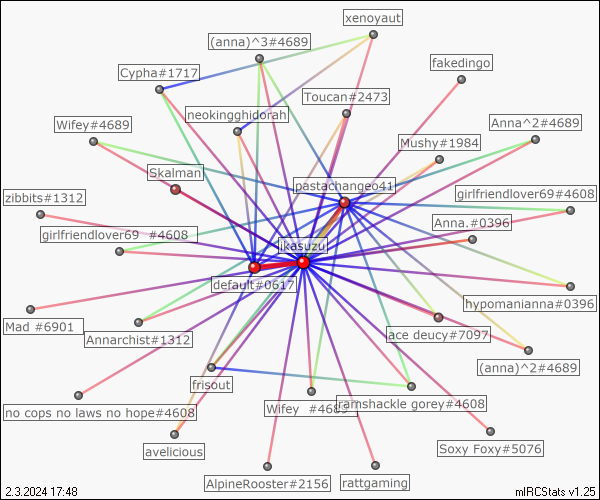 xenoyaut
(anna)^3#4689
fakedingo
Cypha#1717
Toucan#2473
neokingghidorah
Wifey#4689
Anna^2#4689
Mushy#1984
Skalman
pastachangeo41
zibbits#1312
girlfriendlover69#4608
Anna.#0396
girlfriendlover69 #4608
ikasuzu
default#0617
hypomanianna#0396
Mad #6901
Annarchist#1312
ace deucy#7097
(anna)^2#4689
frisout
no cops no laws no hope#4608
Wifey #4689
ramshackle gorey#4608
avelicious
Soxy Foxy#5076
AlpineRooster#2156
rattgaming
2.3.2024 17:48
mIRCStats v1.25